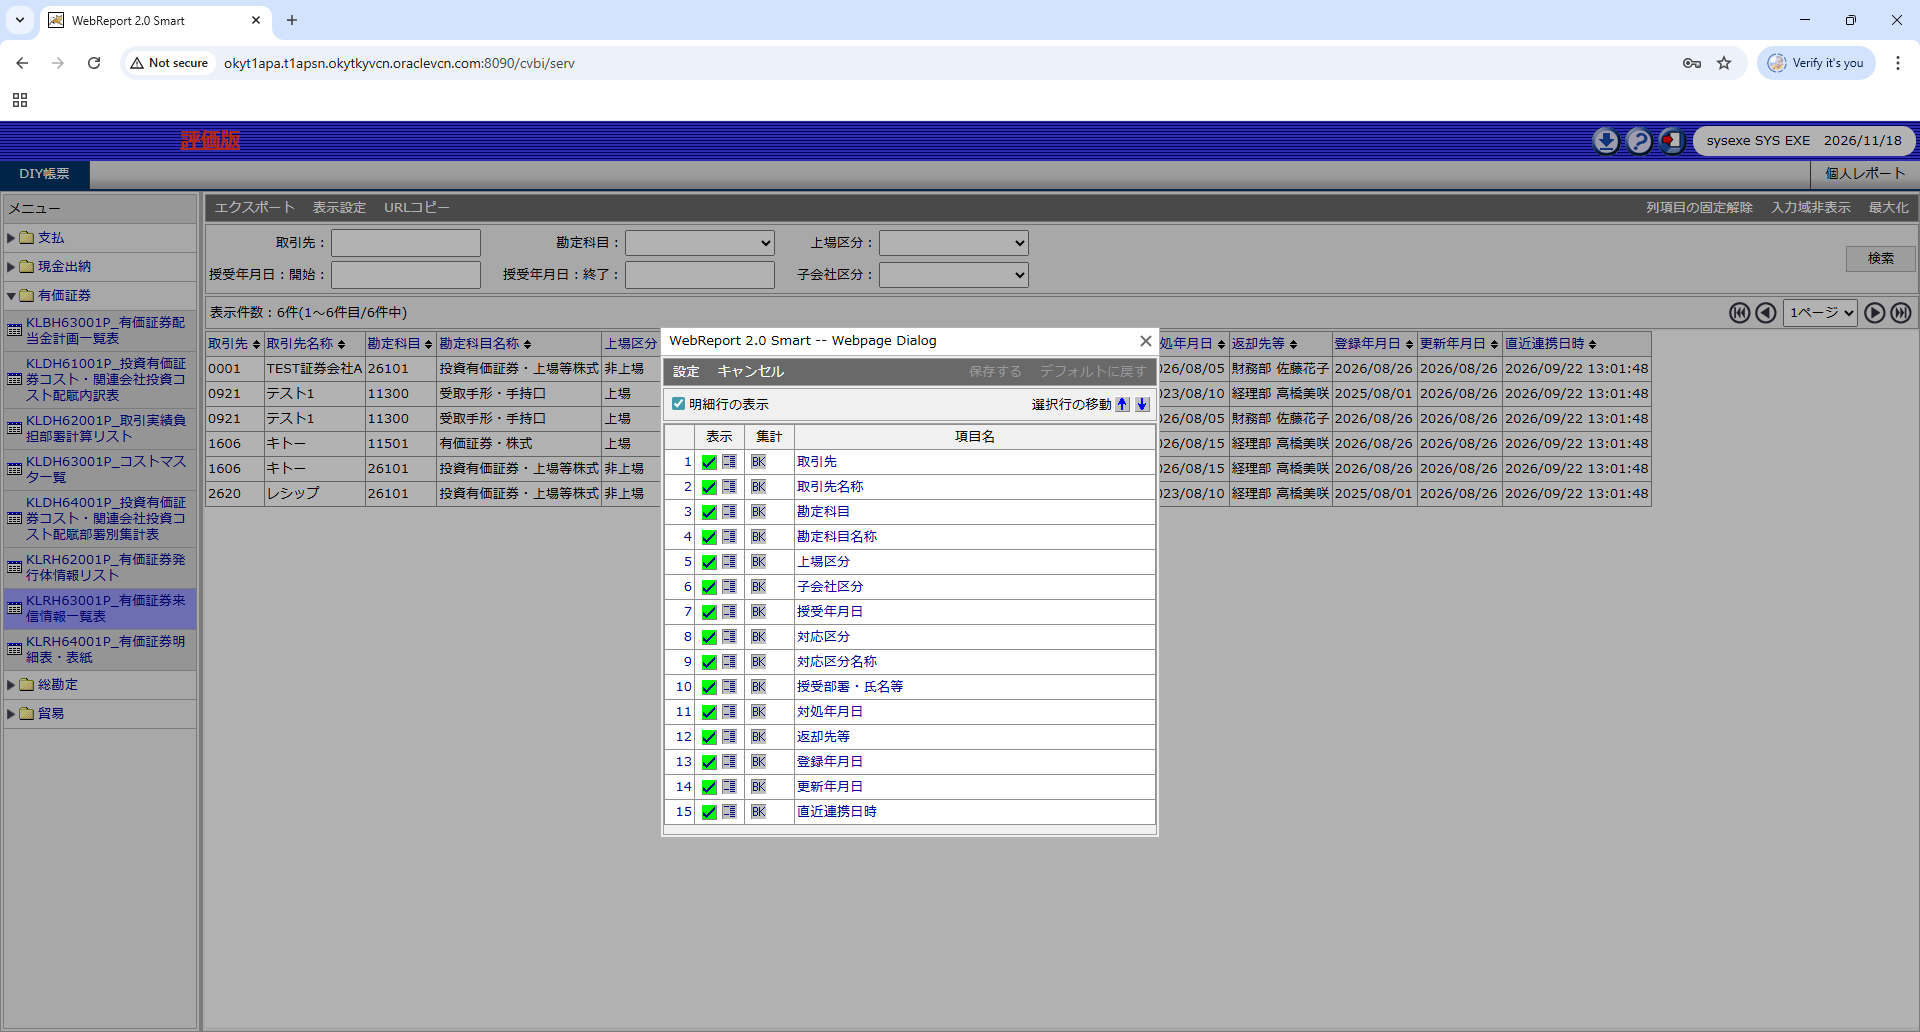 WebReport 2.0 Smart
Not secure
okyt1apa.t1apsn.okytkyvcn.oraclevcn.com:8090/cvbi/serv
Verify it's you
評価版
sysexe SYS EXE 2026/11/18
DIY帳票
個人レポート
メニュー
支払
現金出納
有価証券
KLBH63001P_有価証券配
当金計画一覧表
KLDH61001P_投資有価証
券コスト・関連会社投資コ
スト配賦内訳表
KLDH62001P_取引実績負
担部署計算リスト
KLDH63001P_コストマス
ター覧
KLDH64001P_投資有価証
券コスト・関連会社投資コ
スト配賦部署別集計表
KLRH62001P_有価証券発
行体情報リスト
KLRH63001P_有価証券来
信情報一覧表
KLRH64001P_有価証券明
細表・表紙
総勘定
貿易
エクスポート 表示設定 URLコピー
列項目の固定解除 入力域非表示 最大化
取引先： 勘定科目： 上場区分：
授受年月日：開始： 授受年月日：終了： 子会社区分：
検索
表示件数：6件(1～6件目/6件中)
1ページ
取引先 取引先名称 勘定科目 勘定科目名称 上場区分 処年月日 返却先等 登録年月日 更新年月日 直近連携日時
0001 TEST証券会社A 26101 投資有価証券・上場等株式 非上場 26/08/05 財務部 佐藤花子 2026/08/26 2026/08/26 2026/09/22 13:01:48
0921 テスト1 11300 受取手形・手持口 上場 23/08/10 経理部 高橋美咲 2025/08/01 2026/08/26 2026/09/22 13:01:48
0921 テスト1 11300 受取手形・手持口 上場 26/08/05 財務部 佐藤花子 2026/08/26 2026/08/26 2026/09/22 13:01:48
1606 キトー 11501 有価証券・株式 上場 26/08/15 経理部 高橋美咲 2026/08/26 2026/08/26 2026/09/22 13:01:48
1606 キトー 26101 投資有価証券・上場等株式 非上場 26/08/15 経理部 高橋美咲 2026/08/26 2026/08/26 2026/09/22 13:01:48
2620 レシップ 26101 投資有価証券・上場等株式 非上場 23/08/10 経理部 高橋美咲 2025/08/01 2026/08/26 2026/09/22 13:01:48
WebReport 2.0 Smart -- Webpage Dialog
設定 キャンセル 保存する デフォルトに戻す
明細行の表示 選択行の移動
表示 集計 項目名
1 BK 取引先
2 BK 取引先名称
3 BK 勘定科目
4 BK 勘定科目名称
5 BK 上場区分
6 BK 子会社区分
7 BK 授受年月日
8 BK 対応区分
9 BK 対応区分名称
10 BK 授受部署・氏名等
11 BK 対処年月日
12 BK 返却先等
13 BK 登録年月日
14 BK 更新年月日
15 BK 直近連携日時